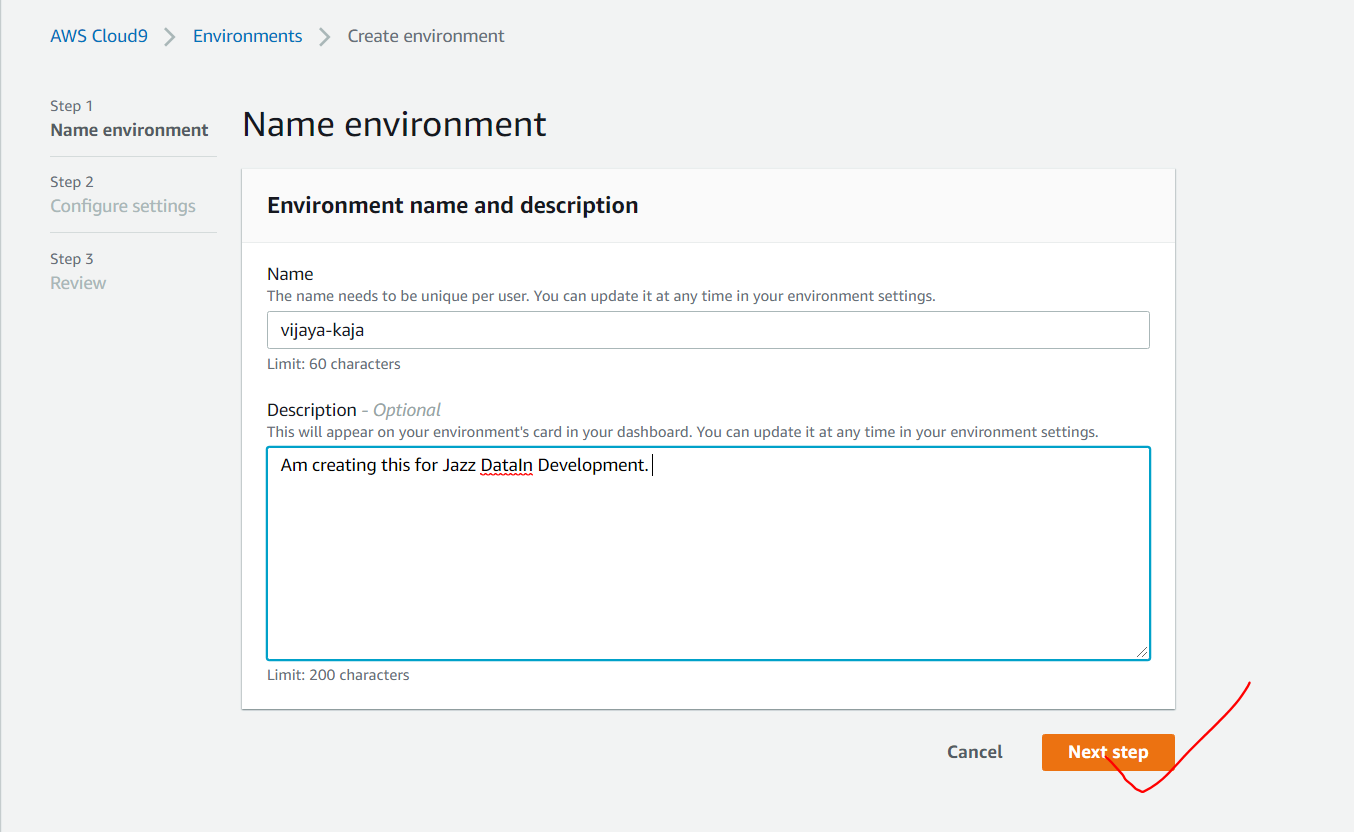 AWS Cloud9 > Environments > Create environment
Step 1
Name environment
Step 2
Configure settings
Step 3
Review
Name environment
Environment name and description
Name
The name needs to be unique per user. You can update it at any time in your environment settings.
vijaya-kaja
Limit: 60 characters
Description - Optional
This will appear on your environment's card in your dashboard. You can update it at any time in your environment settings.
Am creating this for Jazz DataIn Development.
Limit: 200 characters
Cancel Next step